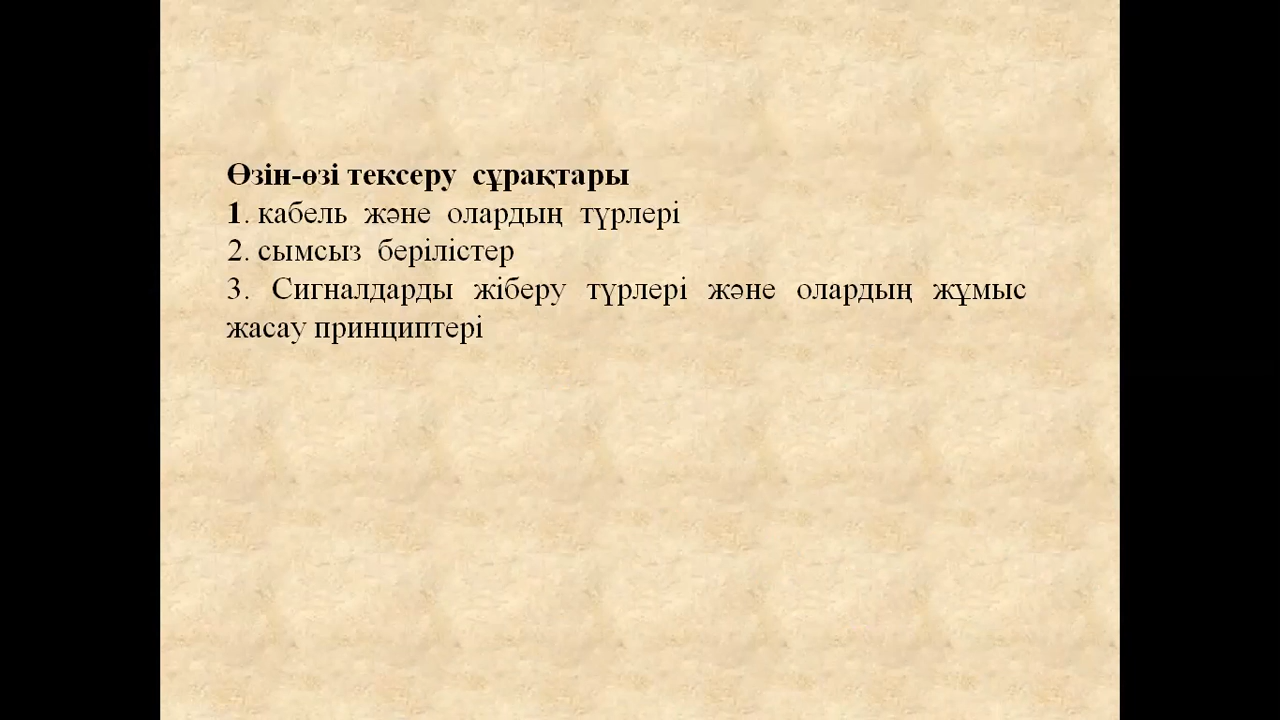 Өзін-өзі тексеру сұрақтары
1. кабель және олардың түрлері
2. сымсыз берілістер
3. Сигналдарды жіберу түрлері және олардың жұмыс
жасау принциптері